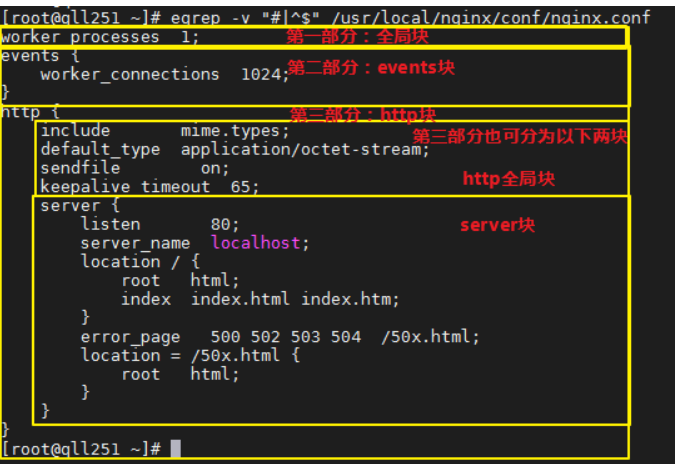 [root@qll251 ~]# egrep -v "#|^$" /usr/local/nginx/conf/nginx.conf
worker_processes  1; 第一部分：全局块
events {
    worker_connections  1024; 第二部分：events块
}
http { 第三部分：http块
    include       mime.types; 第三部分也可分为以下两块
    default_type  application/octet-stream;
    sendfile        on; http全局块
    keepalive_timeout  65;
    server {
        listen       80; server块
        server_name  localhost;
        location / {
            root   html;
            index  index.html index.htm;
        }
        error_page   500 502 503 504  /50x.html;
        location = /50x.html {
            root   html;
        }
    }
}
[root@qll251 ~]#